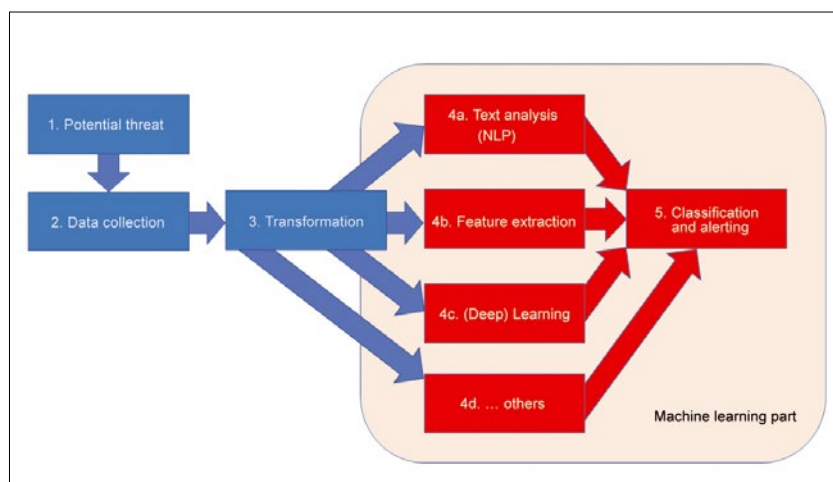 1. Potential threat
2. Data collection
3. Transformation
4a. Text analysis
(NLP)
4b. Feature extraction
4c. (Deep) Learning
4d. ... others
5. Classification
and alerting
Machine learning part